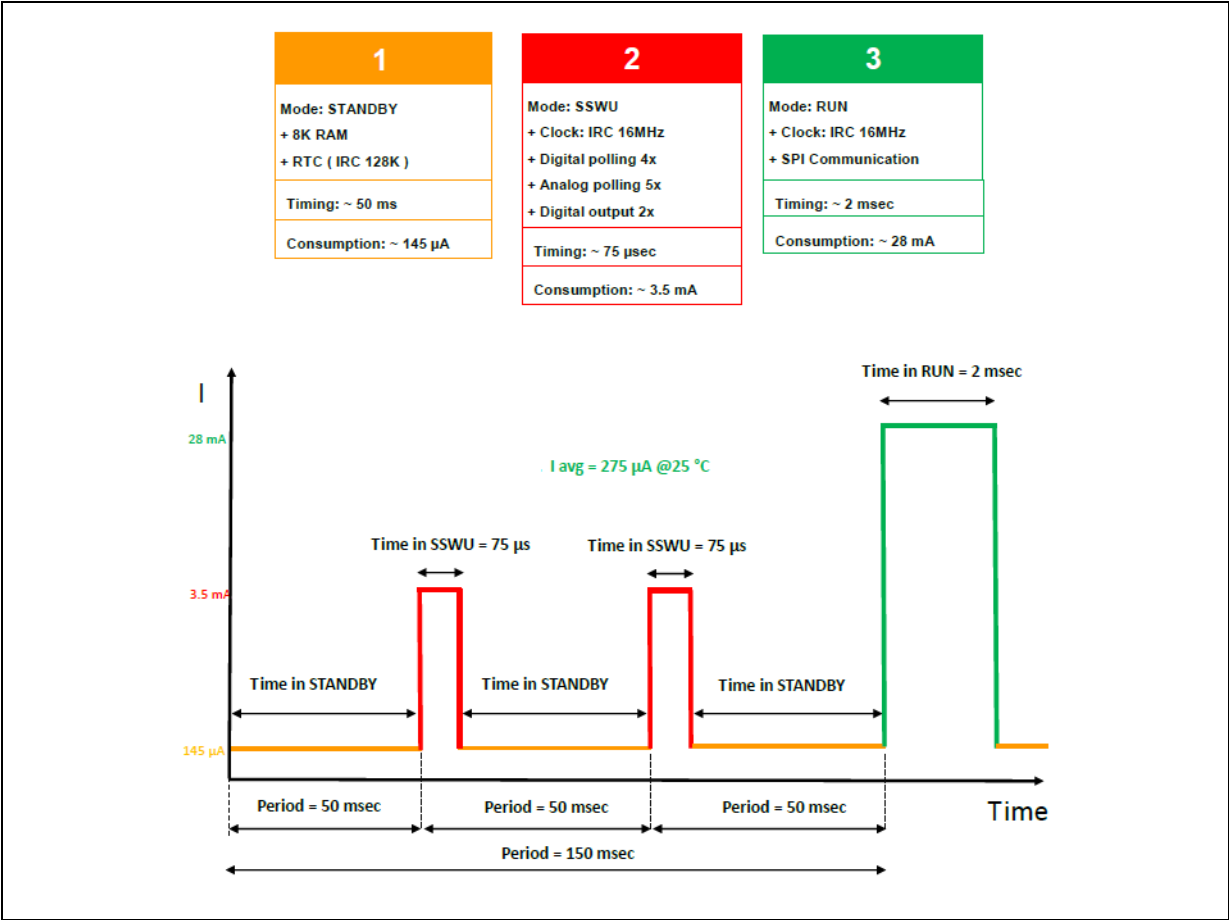 1
Mode: STANDBY
+ 8K RAM
+ RTC ( IRC 128K )
Timing: ~ 50 ms
Consumption: ~ 145 µA
2
Mode: SSWU
+ Clock: IRC 16MHz
+ Digital polling 4x
+ Analog polling 5x
+ Digital output 2x
Timing: ~ 75 µsec
Consumption: ~ 3.5 mA
3
Mode: RUN
+ Clock: IRC 16MHz
+ SPI Communication
Timing: ~ 2 msec
Consumption: ~ 28 mA
Time in RUN = 2 msec
I
28 mA
I avg = 275 µA @25 °C
Time in SSWU = 75 µs
Time in SSWU = 75 µs
3.5 mA
Time in STANDBY
Time in STANDBY
Time in STANDBY
145 µA
Period = 50 msec
Period = 50 msec
Period = 50 msec
Time
Period = 150 msec